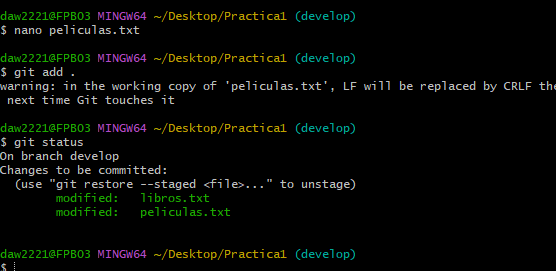 daw2221@FPB03 MINGW64 ~/Desktop/Practica1 (develop)
$ nano peliculas.txt
daw2221@FPB03 MINGW64 ~/Desktop/Practica1 (develop)
$ git add .
warning: in the working copy of 'peliculas.txt', LF will be replaced by CRLF the
 next time Git touches it
daw2221@FPB03 MINGW64 ~/Desktop/Practica1 (develop)
$ git status
On branch develop
Changes to be committed:
  (use "git restore --staged <file>..." to unstage)
        modified:   libros.txt
        modified:   peliculas.txt
daw2221@FPB03 MINGW64 ~/Desktop/Practica1 (develop)
$